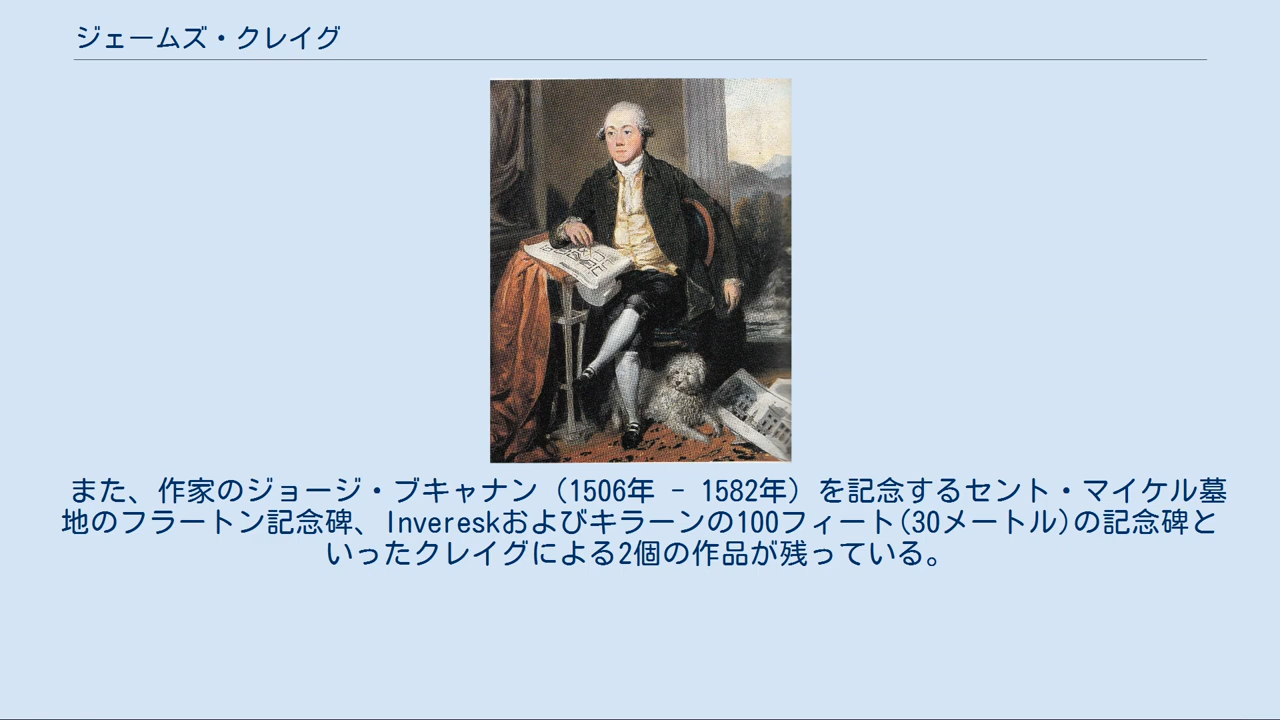 ジェームズ・クレイグ
また、作家のジョージ・ブキャナン（1506年 - 1582年）を記念するセント・マイケル墓
地のフラートン記念碑、Invereskおよびキラーンの100フィート(30メートル)の記念碑と
いったクレイグによる2個の作品が残っている。